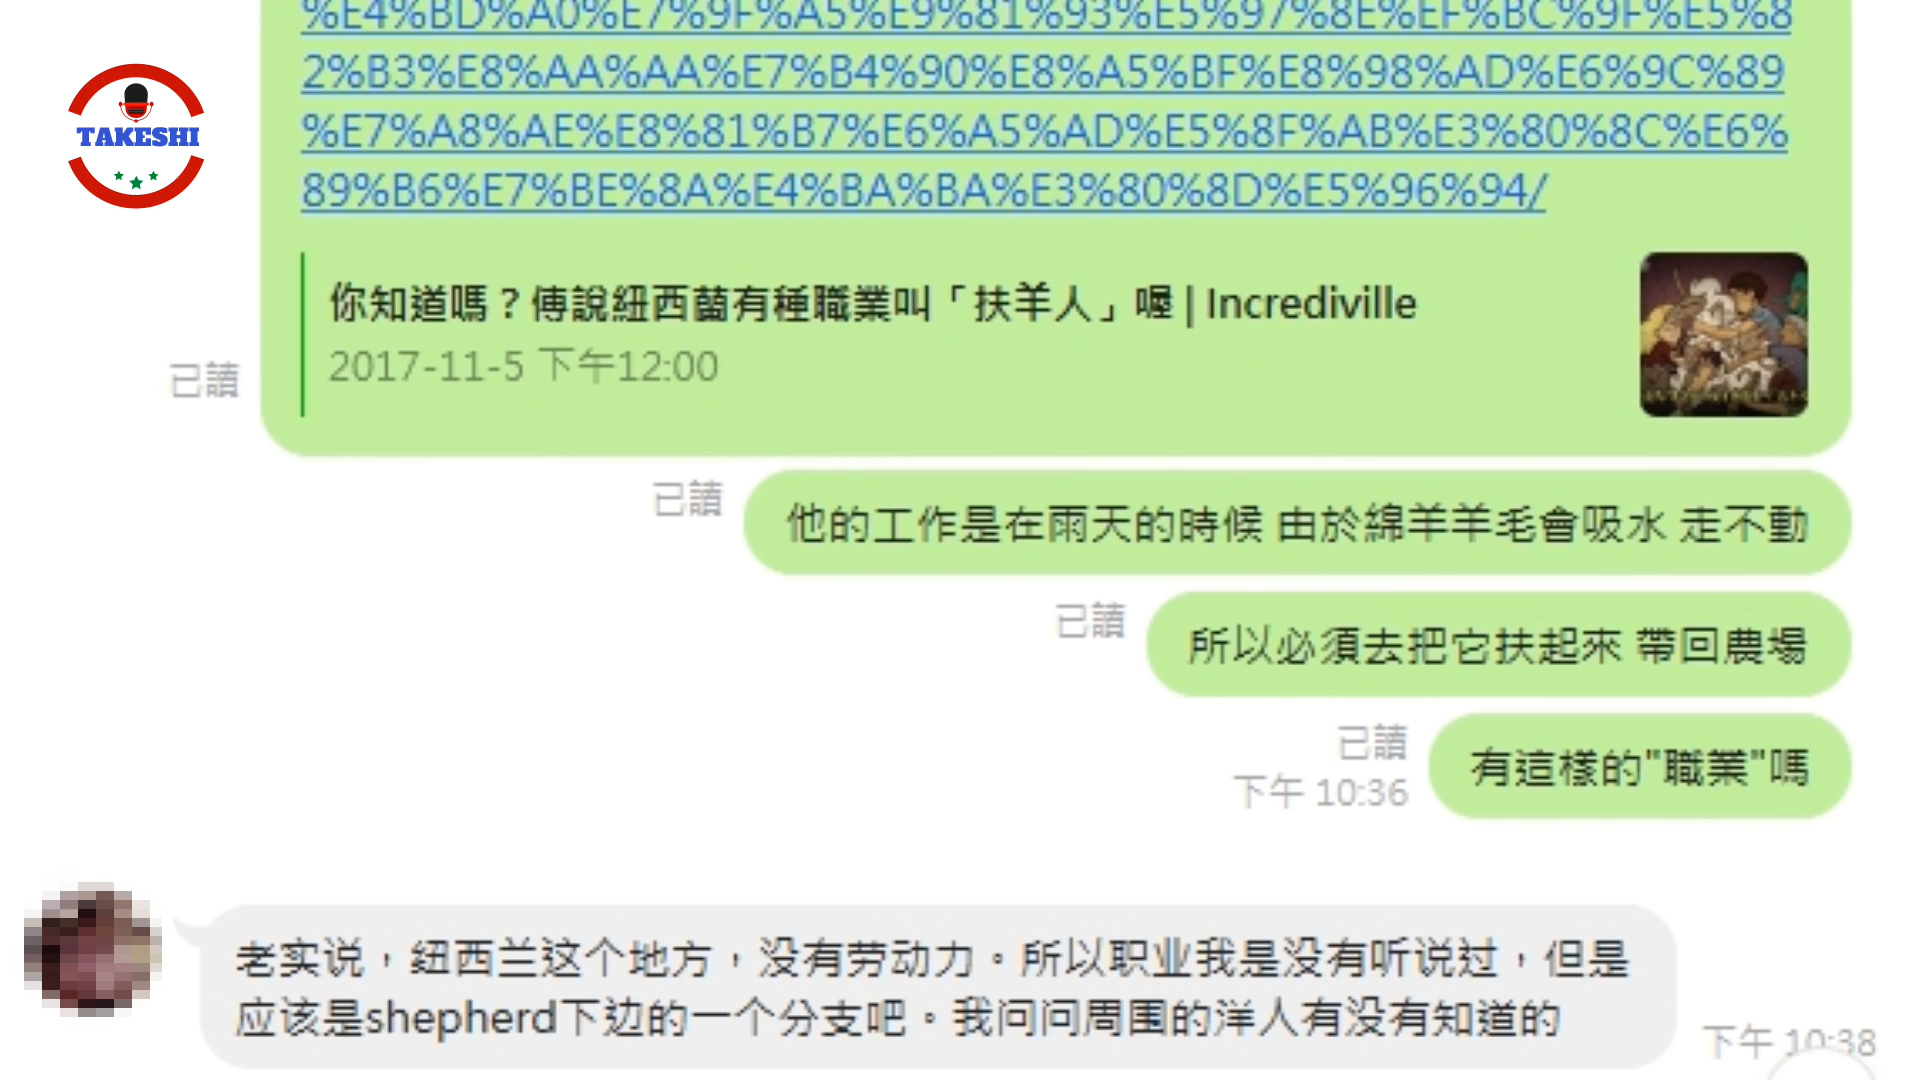 %E4%BD%A0%E7%9F%A5%E9%81%93%E5%97%8E%EF%BC%9F%E5%8
2%B3%E8%AA%AA%E7%B4%90%E8%A5%BF%E8%98%AD%E6%9C%89
%E7%A8%AE%E8%81%B7%E6%A5%AD%E5%8F%AB%E3%80%8C%E6%
89%B6%E7%BE%8A%E4%BA%BA%E3%80%8D%E5%96%94/
TAKESHI
你知道嗎？傳說紐西蘭有種職業叫「扶羊人」喔 | Incrediville
2017-11-5 下午12:00
已讀
已讀
他的工作是在雨天的時候 由於綿羊羊毛會吸水 走不動
已讀
所以必須去把它扶起來 帶回農場
已讀
下午 10:36
有這樣的"職業"嗎
老实说，紐西兰这个地方，没有劳动力。所以职业我是没有听说过，但是
应该是shepherd下边的一个分支吧。我问问周围的洋人有没有知道的
下午 10:38